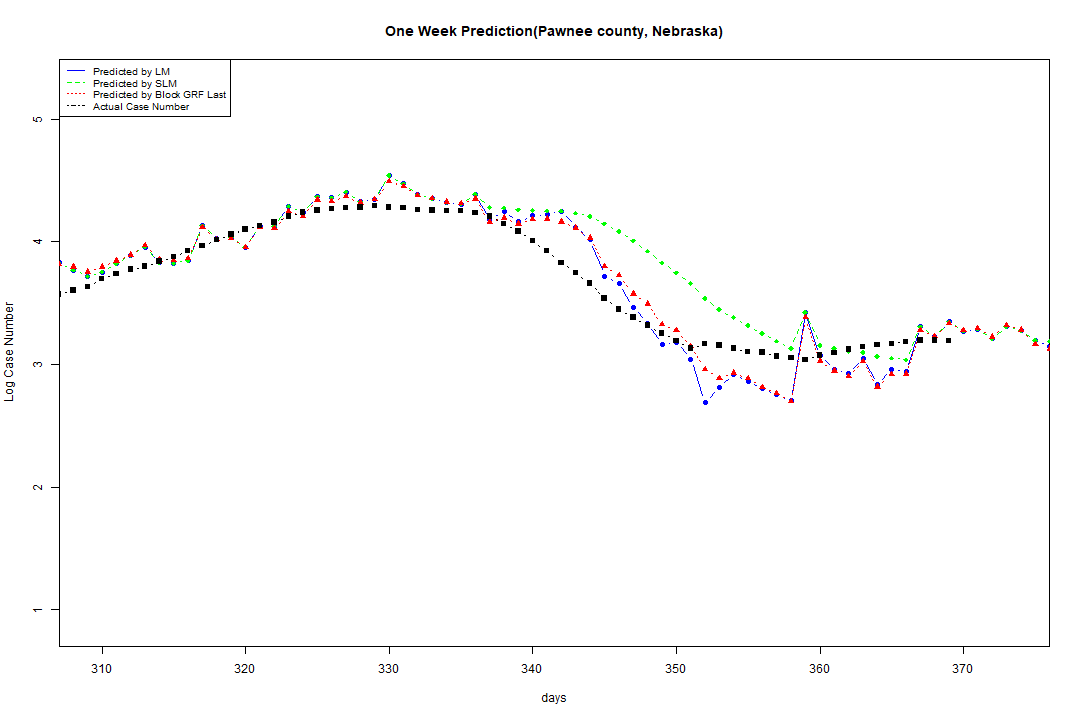 One Week Prediction(Pawnee county, Nebraska)
Predicted by LM
Predicted by SLM
Predicted by Block GRF Last
Actual Case Number
5
4
3
2
1
Log Case Number
310 320 330 340 350 360 370
days